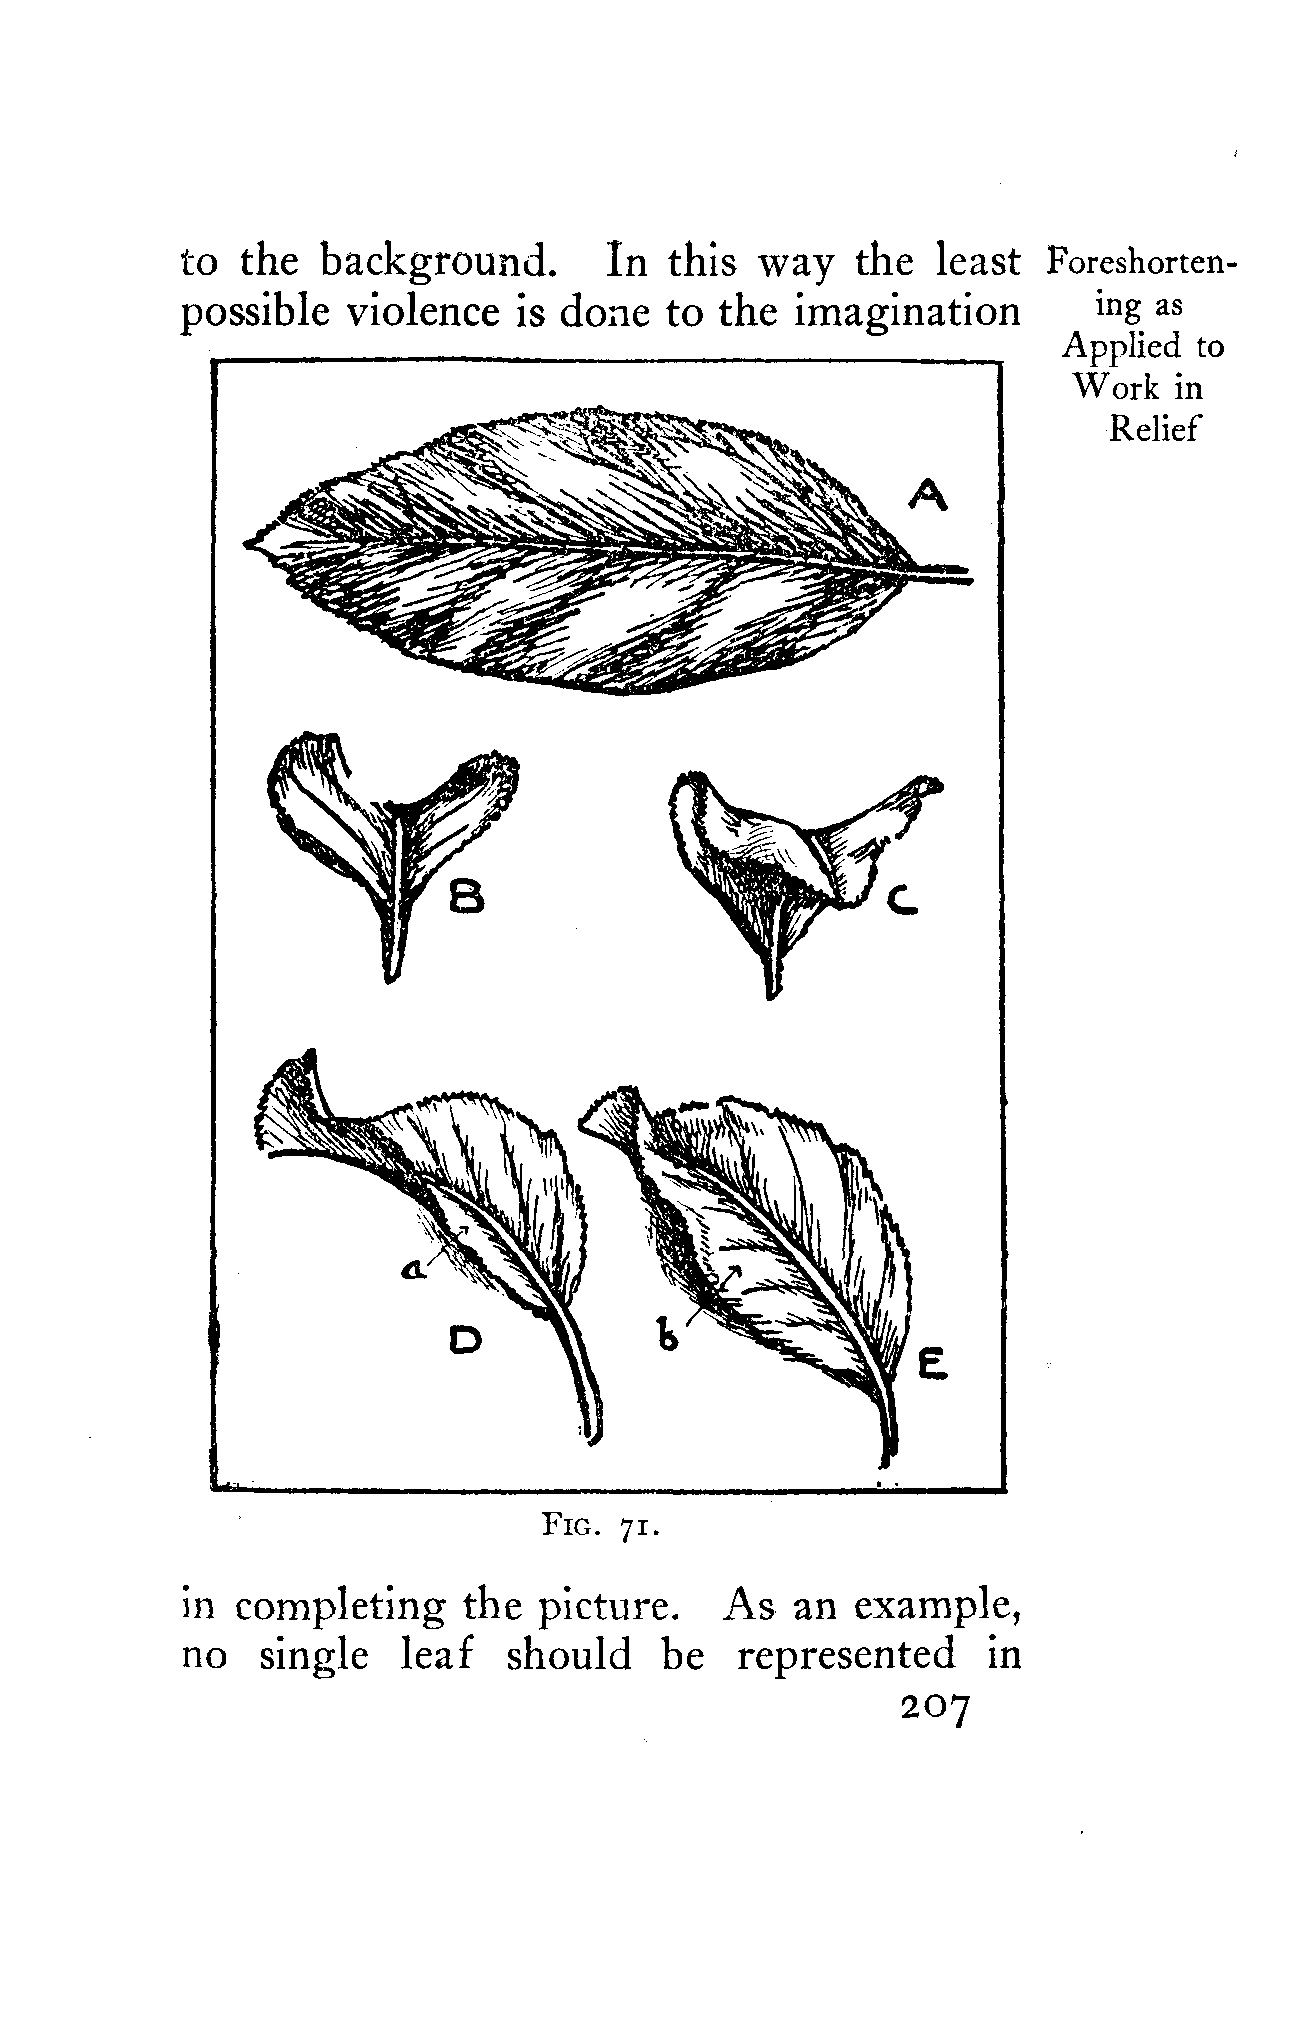 to the background. In this way the least
possible violence is done to the imagination
Foreshorten-
ing as
Applied to
Work in
Relief
A
B
C
a
D
b
E
Fig. 71.
in completing the picture. As an example,
no single leaf should be represented in
207